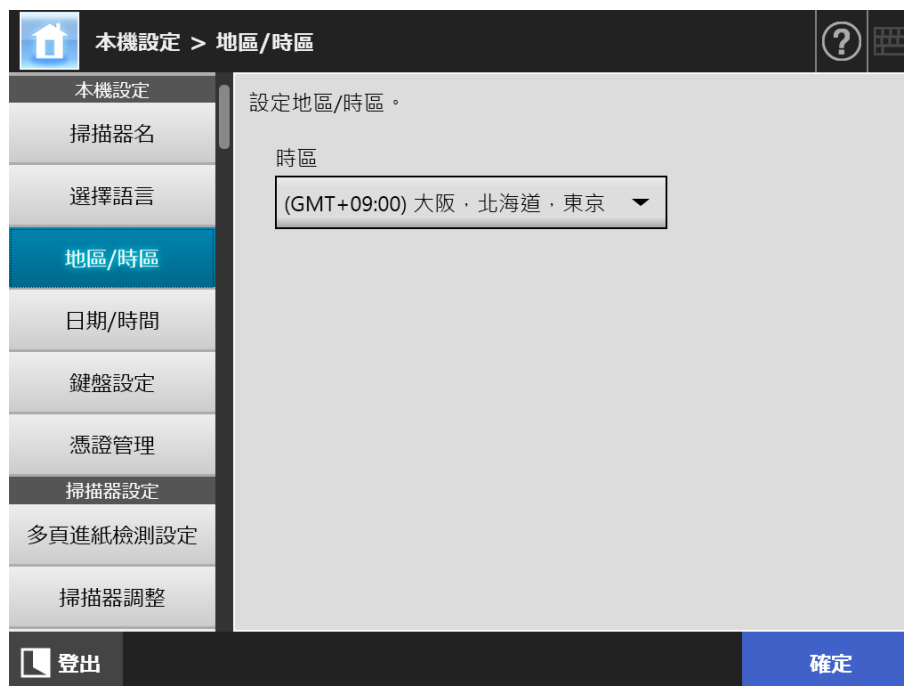 本機設定 > 地區/時區
?
本機設定
掃描器名
選擇語言
地區/時區
日期/時間
鍵盤設定
憑證管理
掃描器設定
多頁進紙檢測設定
掃描器調整
設定地區/時區。
時區
(GMT+09:00) 大阪，北海道，東京
登出
確定